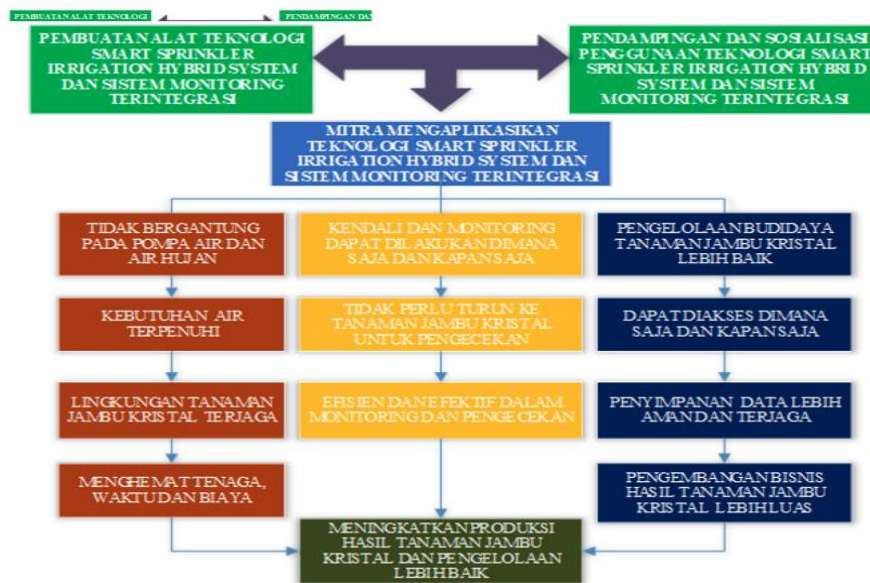 PEMBUATAN ALAT TEKNOLOGI
PENDAMPINGAN DAN
PEMBUATAN ALAT TEKNOLOGI
SMART SPRINKLER
IRRIGATION HYBRID SYSTEM
DAN SISTEM MONITORING
TERINTEGRASI
PENDAMPINGAN DAN SOSIALISASI
PENGGUNAAN TEKNOLOGI SMART
SPRINKLER IRRIGATION HYBRID
SYSTEM DAN SISTEM
MONITORING TERINTEGRASI
MITRA MENGAPLIKASIKAN
TEKNOLOGI SMART SPRINKLER
IRRIGATION HYBRID SYSTEM DAN
SISTEM MONITORING TERINTEGRASI
TIDAK BERGANTUNG
PADA POMPA AIR DAN
AIR HUJAN
KEBUTUHAN AIR
TERPENUHI
LINGKUNGAN TANAMAN
JAMBU KRISTAL TERJAGA
MENGHEMAT TENAGA,
WAKTU DAN BIAYA
KENDALI DAN MONITORING
DAPAT DILAKUKAN DIMANA
SAJA DAN KAPAN SAJA
TIDAK PERLU TURUN KE
TANAMAN JAMBU KRISTAL
UNTUK PENGECEKAN
EFISIEN DAN EFEKTIF DALAM
MONITORING DAN PENGECEKAN
PENGELOLAAN BUDIDAYA
TANAMAN JAMBU KRISTAL
LEBIH BAIK
DAPAT DIAKSES DIMANA
SAJA DAN KAPAN SAJA
PENYIMPANAN DATA LEBIH
AMAN DAN TERJAGA
PENGEMBANGAN BISNIS
HASIL TANAMAN JAMBU
KRISTAL LEBIH LUAS
MENINGKATKAN PRODUKSI
HASIL TANAMAN JAMBU
KRISTAL DAN PENGELOLAAN
LEBIH BAIK